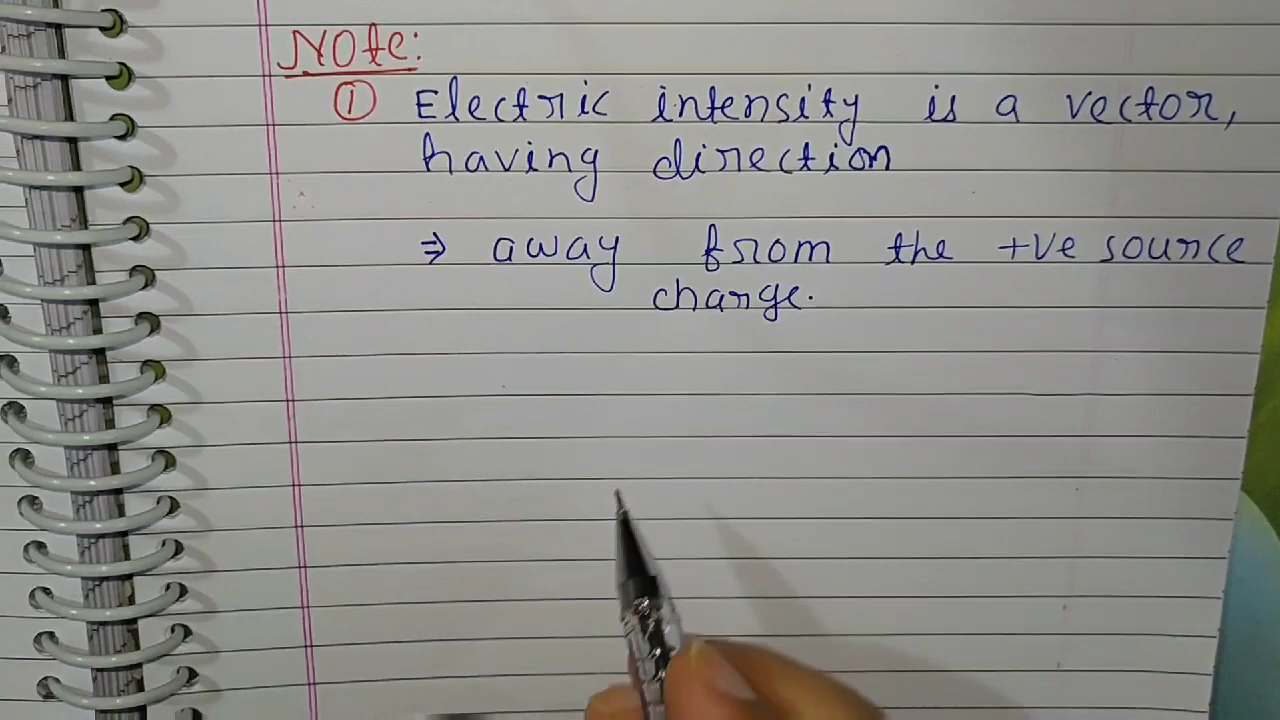 Note:
① Electric intensity is a vector,
having direction
⇒ away from the +ve source
charge.